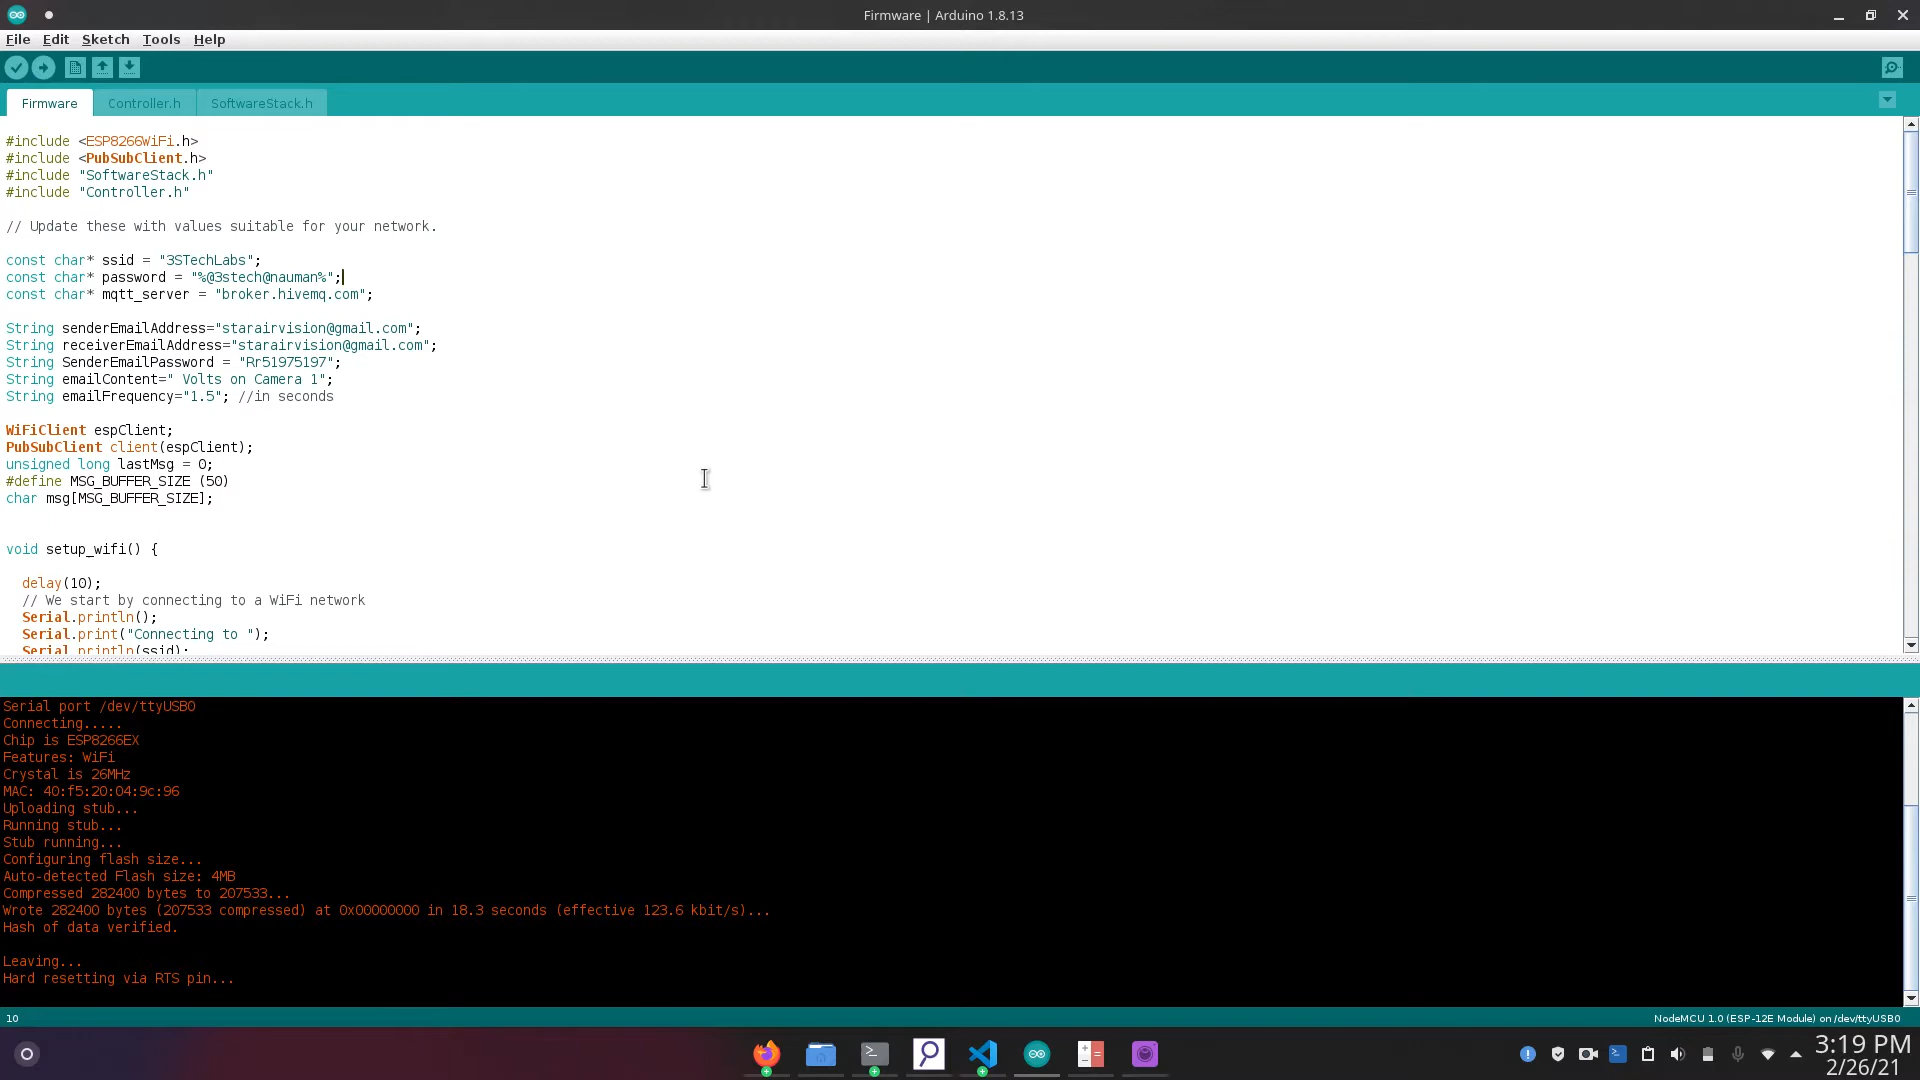 Firmware | Arduino 1.8.13
File Edit Sketch Tools Help
Firmware Controller.h SoftwareStack.h
#include <ESP8266WiFi.h>
#include <PubSubClient.h>
#include "SoftwareStack.h"
#include "Controller.h"
// Update these with values suitable for your network.
const char* ssid = "3STechLabs";
const char* password = "%@3stech@nauman%";
const char* mqtt_server = "broker.hivemq.com";
String senderEmailAddress="starairvision@gmail.com";
String receiverEmailAddress="starairvision@gmail.com";
String SenderEmailPassword = "Rr51975197";
String emailContent=" Volts on Camera 1";
String emailFrequency="1.5"; //in seconds
WiFiClient espClient;
PubSubClient client(espClient);
unsigned long lastMsg = 0;
#define MSG_BUFFER_SIZE (50)
char msg[MSG_BUFFER_SIZE];
void setup_wifi() {
delay(10);
// We start by connecting to a WiFi network
Serial.println();
Serial.print("Connecting to ");
Serial.println(ssid);
Serial port /dev/ttyUSB0
Connecting.....
Chip is ESP8266EX
Features: WiFi
Crystal is 26MHz
MAC: 40:f5:20:04:9c:96
Uploading stub...
Running stub...
Stub running...
Configuring flash size...
Auto-detected Flash size: 4MB
Compressed 282400 bytes to 207533...
Wrote 282400 bytes (207533 compressed) at 0x00000000 in 18.3 seconds (effective 123.6 kbit/s)...
Hash of data verified.
Leaving...
Hard resetting via RTS pin...
10 NodeMCU 1.0 (ESP-12E Module) on /dev/ttyUSB0
3:19 PM
2/26/21